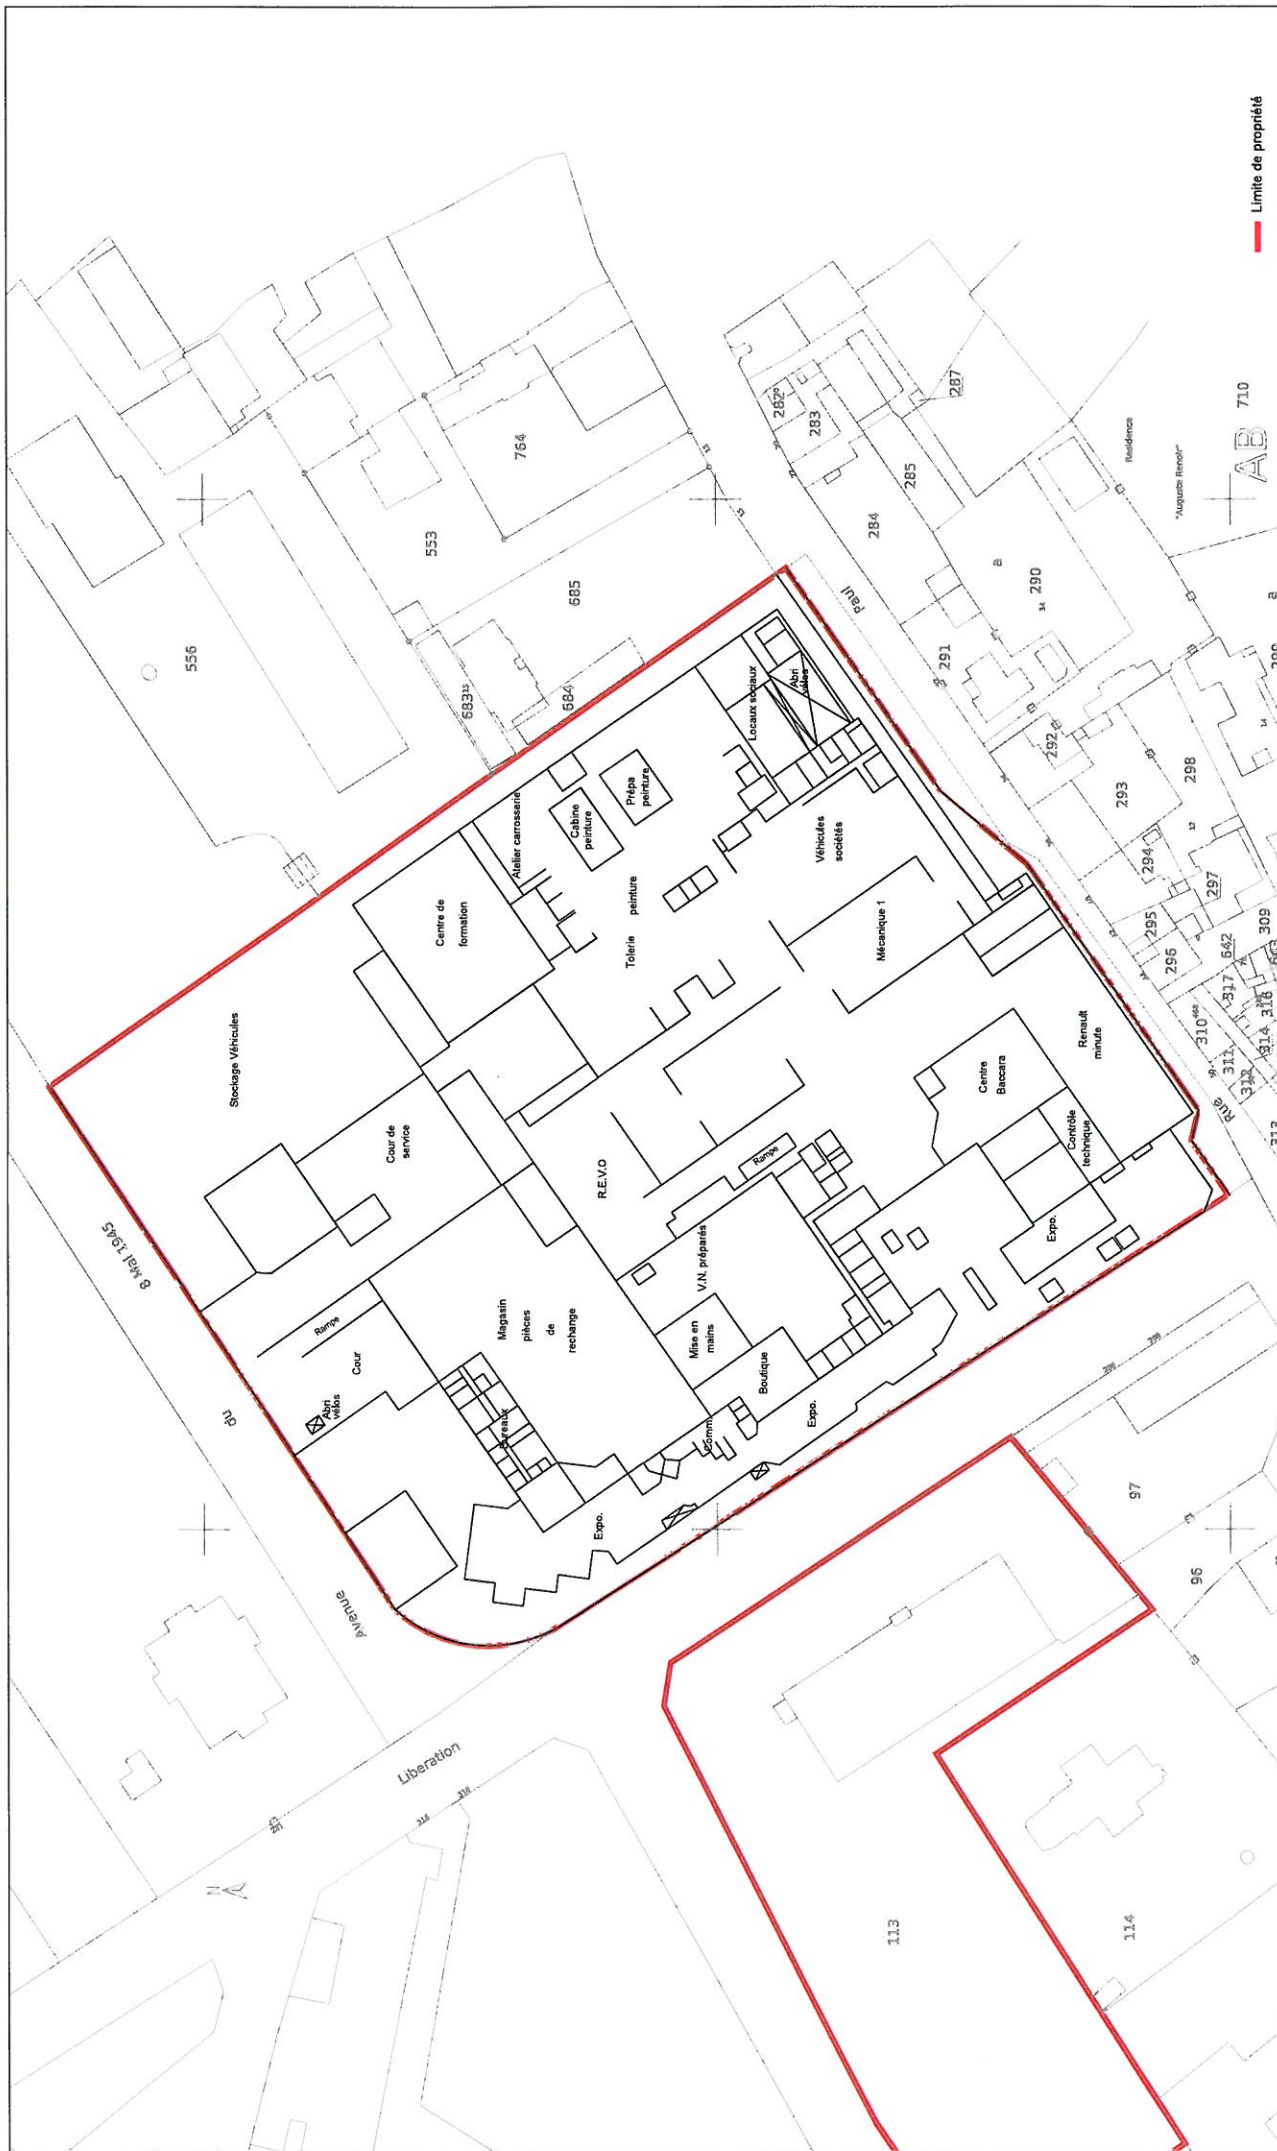 Limite de propriété
556
553
764
685
683³³
684
Stockage Véhicules
8 Mai 1945
du
Avenue
Liberation
N
Cour de
service
Rampe
Cour
Abri
vélos
Centre de
formation
Atelier carrosserie
Cabine
peinture
Prépa
peinture
Tolerie
peinture
Locaux sociaux
Abri
vélos
Véhicules
sociétés
Mécanique 1
R.E.V.O
Magasin
pièces
de
rechange
Bureaux
Rampe
V.N. préparés
Mise en
mains
Boutique
Comm.
Expo.
Expo.
Expo.
Centre
Baccara
Contrôle
technique
Renault
minute
Paul
Rue
282
283
287
285
284
a
290
34
291
292
293
298
12
294
297
295
296
642
309
317
310
316
314
311
312
313
14
a
Residence
"Auguste Renoir"
AB
710
97
96
113
114